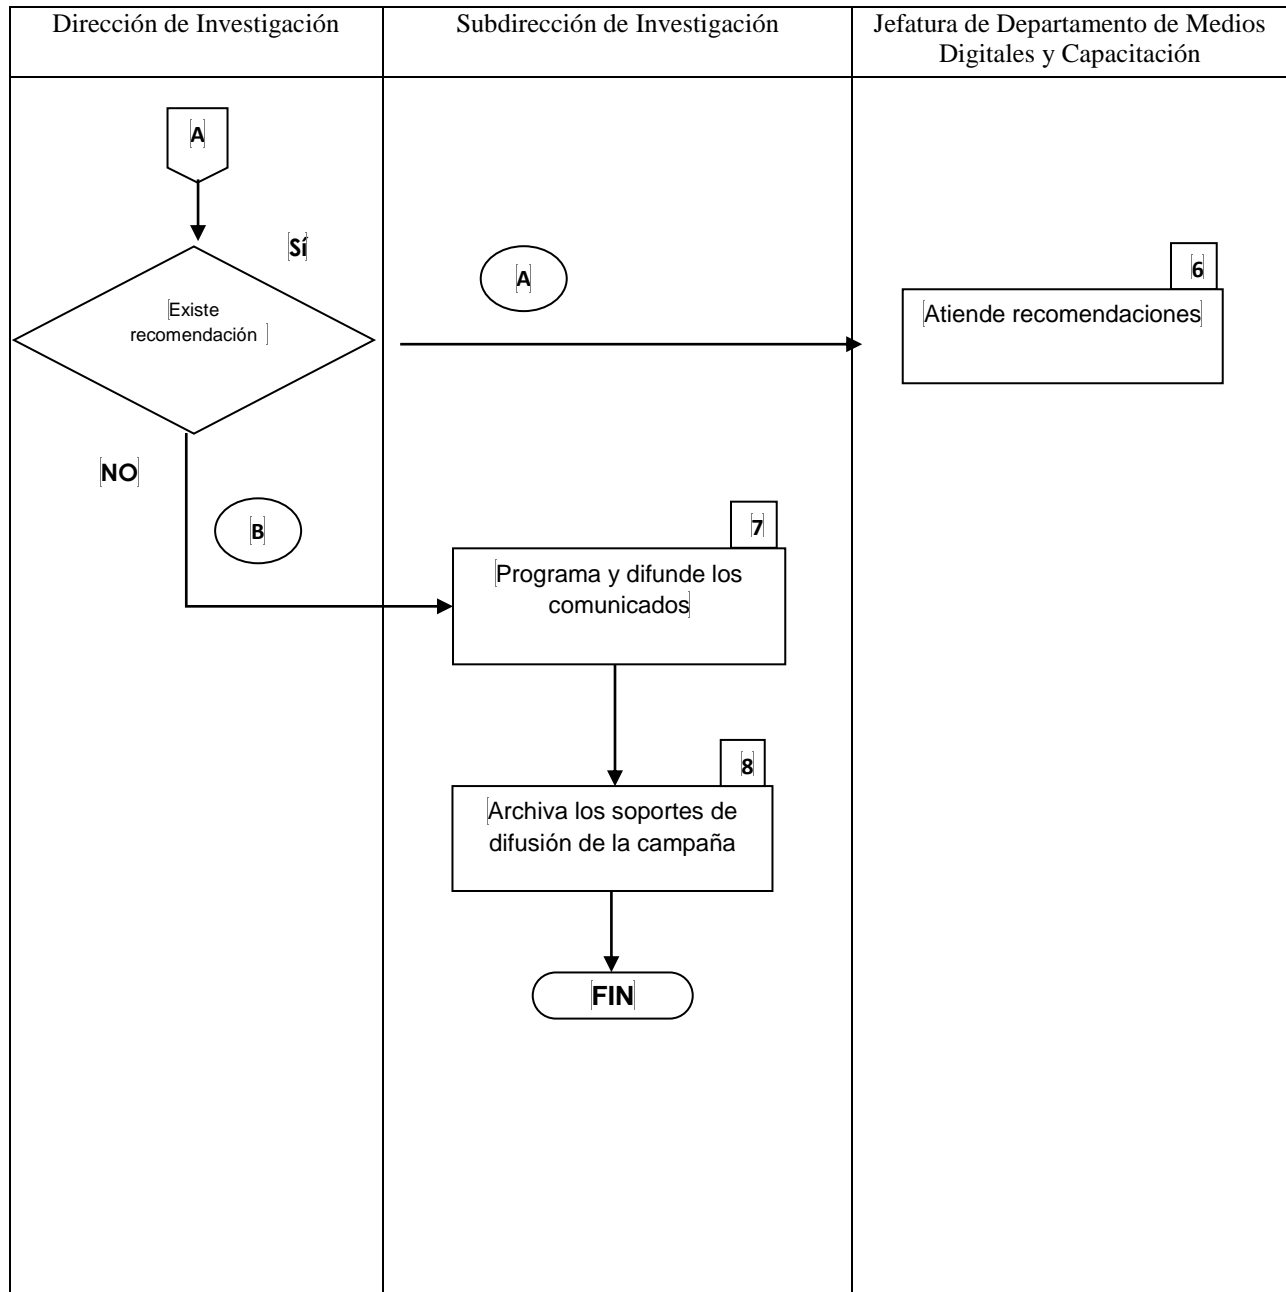 Dirección de Investigación
Subdirección de Investigación
Jefatura de Departamento de Medios
Digitales y Capacitación
A
Sí
A
6
Existe
recomendación
Atiende recomendaciones
NO
B
7
Programa y difunde los
comunicados
8
Archiva los soportes de
difusión de la campaña
FIN